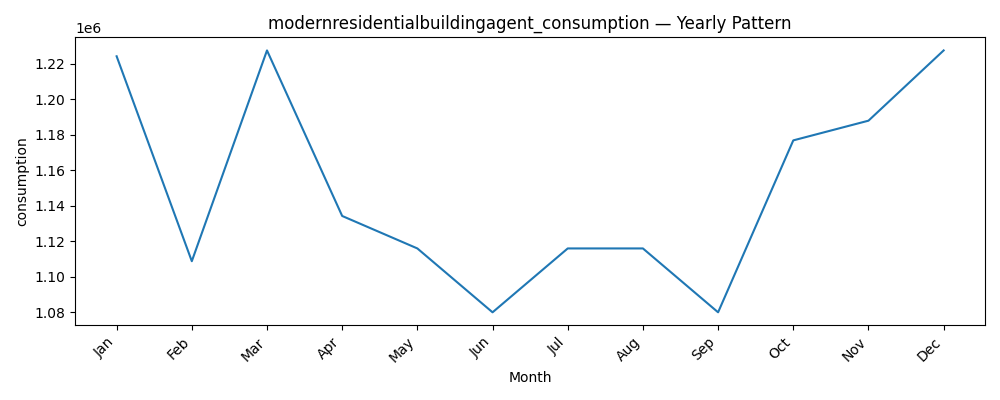 modernresidentialbuildingagent_consumption — Yearly Pattern
1e6
1.22
1.20
1.18
1.16
1.14
1.12
1.10
1.08
consumption
Jan
Feb
Mar
Apr
May
Jun
Jul
Aug
Sep
Oct
Nov
Dec
Month